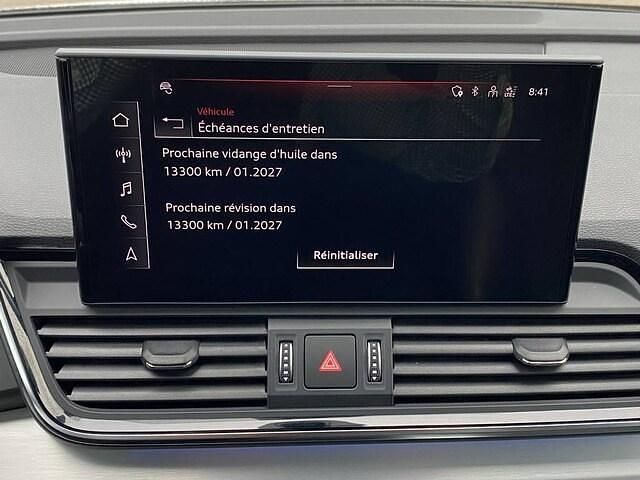 8:41
Véhicule
Échéances d'entretien
Prochaine vidange d'huile dans
13300 km / 01.2027
Prochaine révision dans
13300 km / 01.2027
Réinitialiser